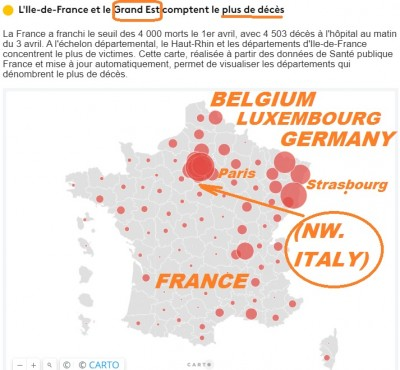 L'Ile-de-France et le Grand Est comptent le plus de décès
La France a franchi le seuil des 4 000 morts le 1er avril, avec 4 503 décès à l'hôpital au matin
du 3 avril. A l'échelon départemental, le Haut-Rhin et les départements d'Ile-de-France
concentrent le plus de victimes. Cette carte, réalisée à partir des données de Santé publique
France et mise à jour automatiquement, permet de visualiser les départements qui
dénombrent le plus de décès.
BELGIUM
LUXEMBOURG
GERMANY
Paris
Strasbourg
(NW.
ITALY)
FRANCE
© © CARTO
CARTO